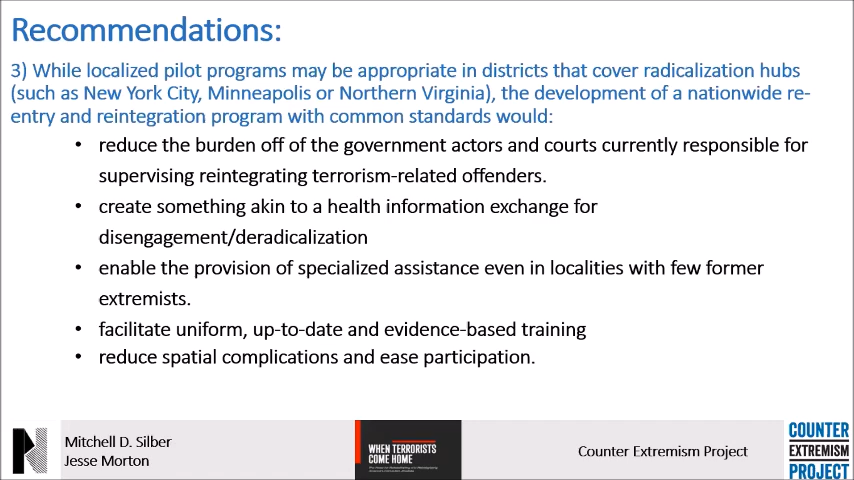 Recommendations:
3) While localized pilot programs may be appropriate in districts that cover radicalization hubs
(such as New York City, Minneapolis or Northern Virginia), the development of a nationwide re-
entry and reintegration program with common standards would:
• reduce the burden off of the government actors and courts currently responsible for
supervising reintegrating terrorism-related offenders.
• create something akin to a health information exchange for
disengagement/deradicalization
• enable the provision of specialized assistance even in localities with few former
extremists.
• facilitate uniform, up-to-date and evidence-based training
• reduce spatial complications and ease participation.
Mitchell D. Silber
Jesse Morton
WHEN TERRORISTS
COME HOME
Counter Extremism Project
COUNTER
EXTREMISM
PROJECT